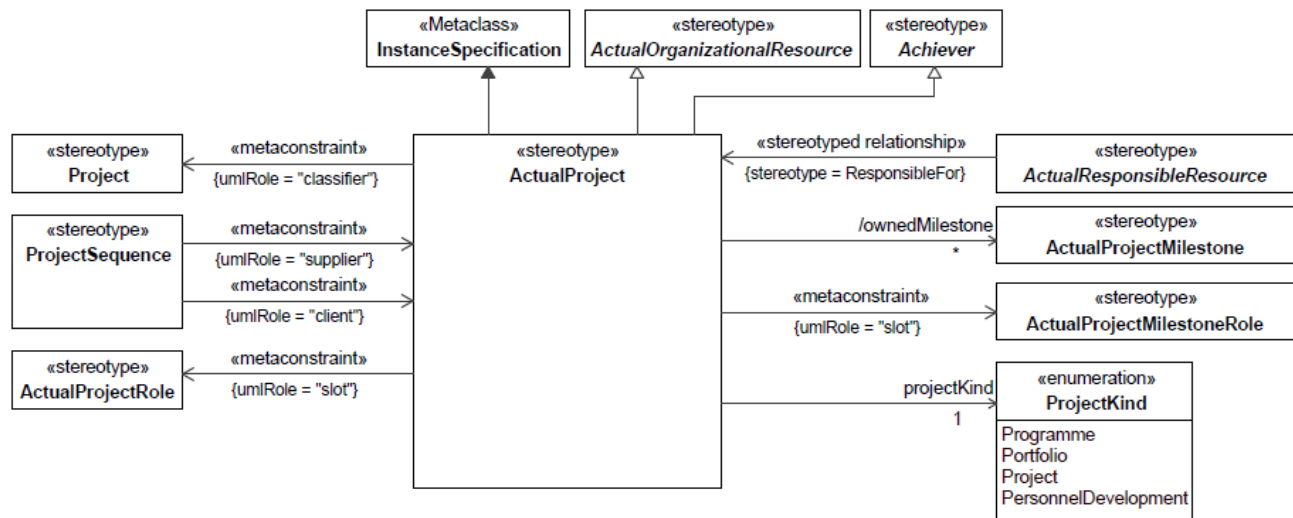 «Metaclass»
InstanceSpecification
«stereotype»
ActualOrganizationalResource
«stereotype»
Achiever
«stereotype»
Project
«metaconstraint»
{umlRole = "classifier"}
«stereotype»
ProjectSequence
«metaconstraint»
{umlRole = "supplier"}
«metaconstraint»
{umlRole = "client"}
«stereotype»
ActualProjectRole
«metaconstraint»
{umlRole = "slot"}
«stereotype»
ActualProject
«stereotyped relationship»
{stereotype = ResponsibleFor}
«stereotype»
ActualResponsibleResource
/ownedMilestone
*
«stereotype»
ActualProjectMilestone
«metaconstraint»
{umlRole = "slot"}
«stereotype»
ActualProjectMilestoneRole
projectKind
1
«enumeration»
ProjectKind
Programme
Portfolio
Project
PersonnelDevelopment